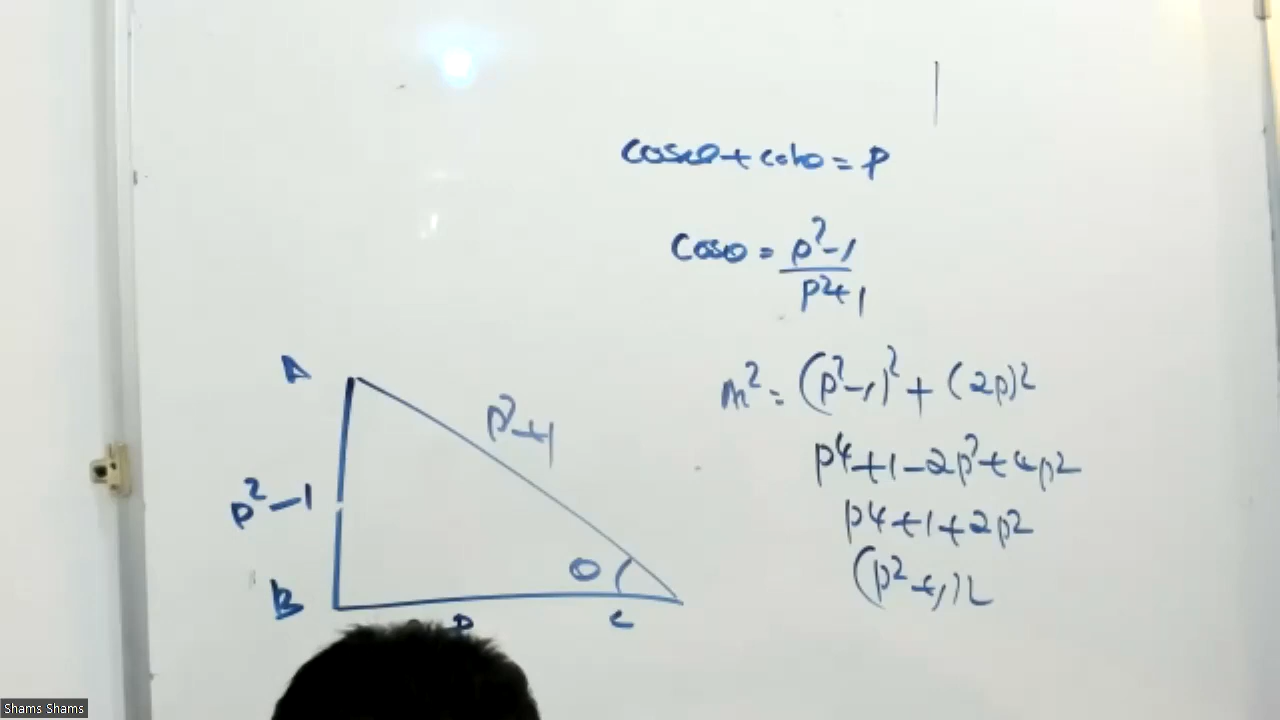 cosecθ + cotθ = P
Cosθ = p²-1
p²+1
m² = (p²-1)² + (2p)²
p⁴+1-2p²+4p²
p⁴+1+2p²
(p²+1)2
A
p²+1
p²-1
θ
B
C
Shams Shams